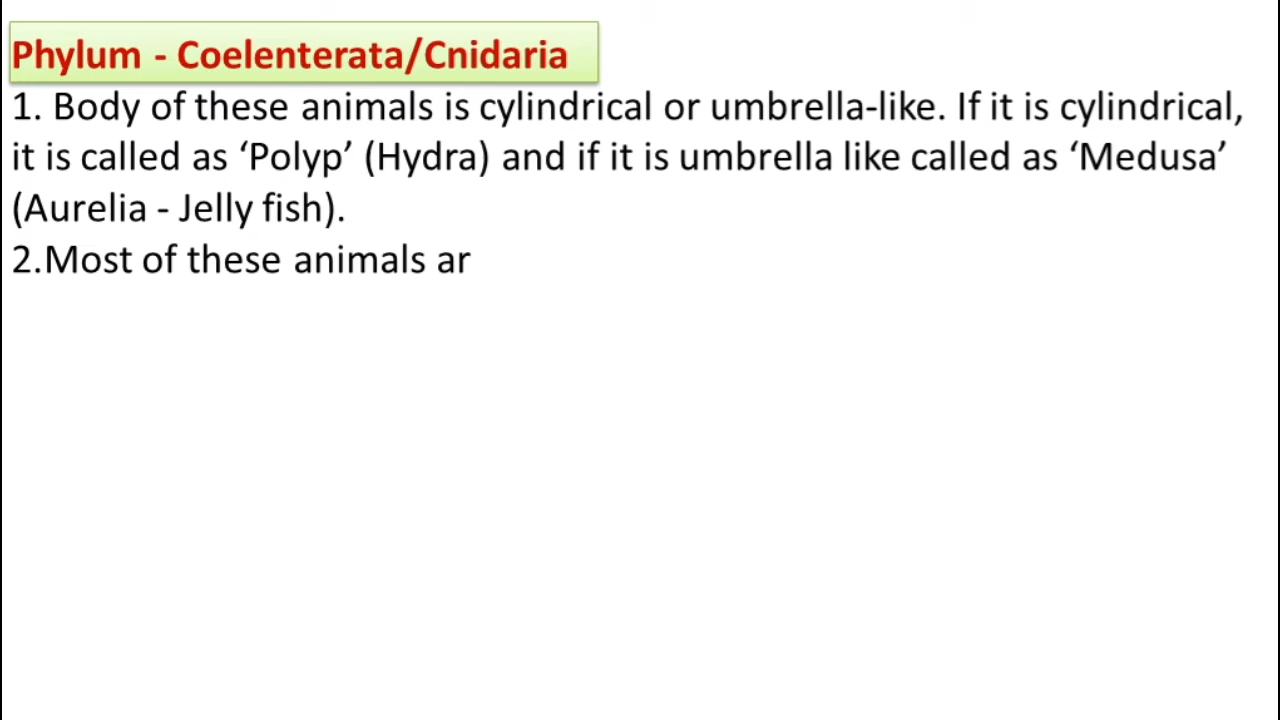 Phylum - Coelenterata/Cnidaria
1. Body of these animals is cylindrical or umbrella-like. If it is cylindrical,
it is called as ‘Polyp’ (Hydra) and if it is umbrella like called as ‘Medusa’
(Aurelia - Jelly fish).
2.Most of these animals ar